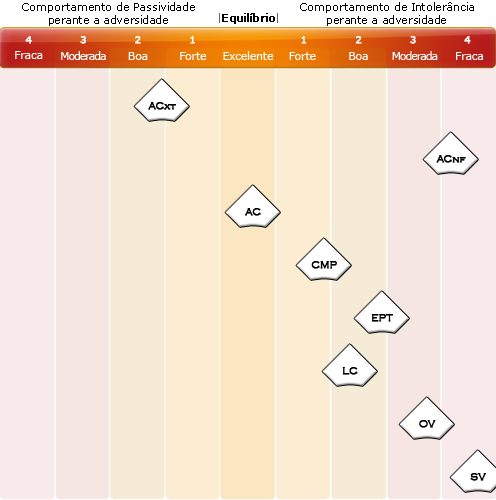 Comportamento de Passividade
perante a adversidade
|Equilíbrio|
Comportamento de Intolerância
perante a adversidade
4 3 2 1 1 2 3 4
Fraca Moderada Boa Forte Excelente Forte Boa Moderada Fraca
ACXT
ACNF
AC
CMP
EPT
LC
OV
SV